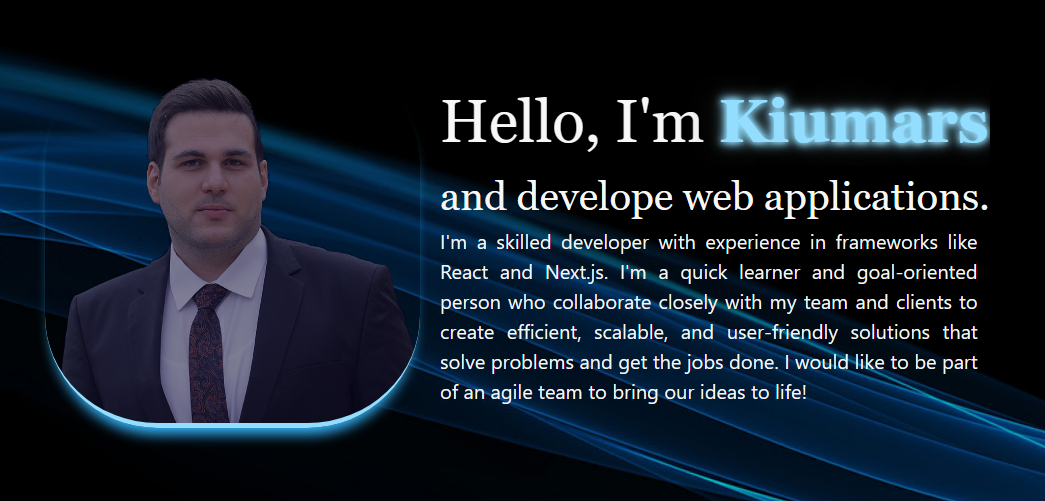 Hello, I'm Kiumars
and develope web applications.
I'm a skilled developer with experience in frameworks like
React and Next.js. I'm a quick learner and goal-oriented
person who collaborate closely with my team and clients to
create efficient, scalable, and user-friendly solutions that
solve problems and get the jobs done. I would like to be part
of an agile team to bring our ideas to life!